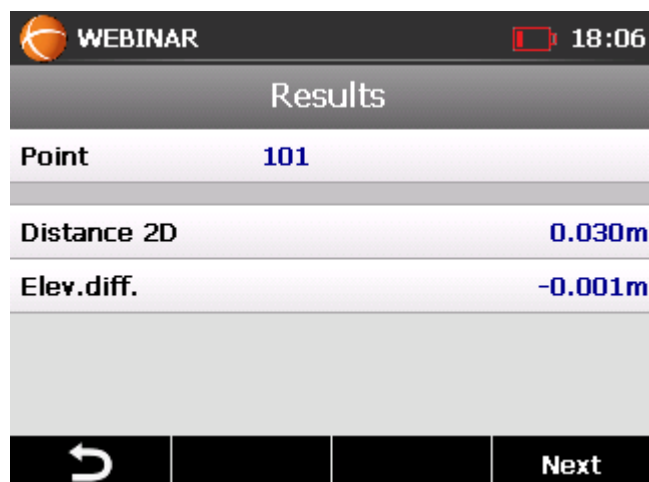 WEBINAR 18:06
Results
Point 101
Distance 2D 0.030m
Elev.diff. -0.001m
Next